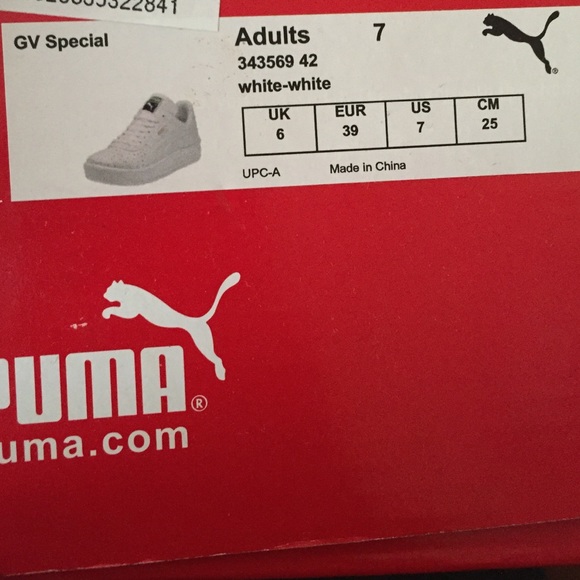 GV Special
Adults 7
343569 42
white-white
UK EUR US CM
6 39 7 25
UPC-A Made in China
PUMA®
uma.com